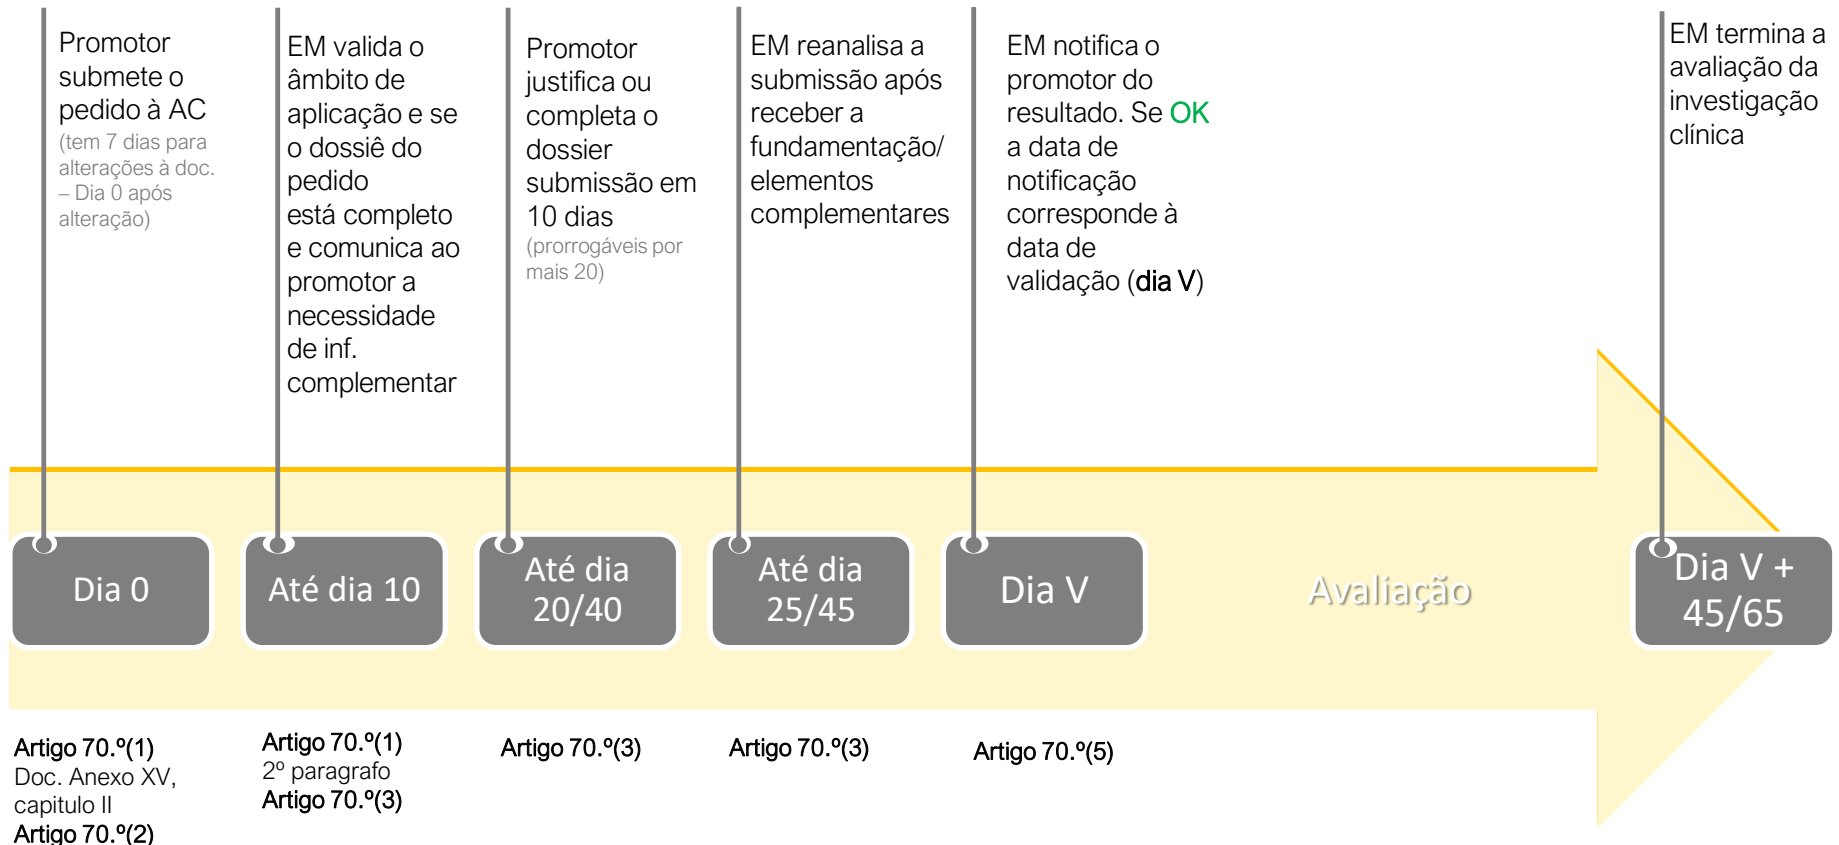 Promotor
submete o
pedido à AC
(tem 7 dias para
alterações à doc.
– Dia 0 após
alteração)
EM valida o
âmbito de
aplicação e se
o dossiê do
pedido
está completo
e comunica ao
promotor a
necessidade
de inf.
complementar
Promotor
justifica ou
completa o
dossier
submissão em
10 dias
(prorrogáveis por
mais 20)
EM reanalisa a
submissão após
receber a
fundamentação/
elementos
complementares
EM notifica o
promotor do
resultado. Se OK
a data de
notificação
corresponde à
data de
validação (dia V)
EM termina a
avaliação da
investigação
clínica
Dia 0
Até dia 10
Até dia
20/40
Até dia
25/45
Dia V
Avaliação
Dia V +
45/65
Artigo 70.º(1)
Doc. Anexo XV,
capitulo II
Artigo 70.º(2)
Artigo 70.º(1)
2º paragrafo
Artigo 70.º(3)
Artigo 70.º(3)
Artigo 70.º(3)
Artigo 70.º(5)